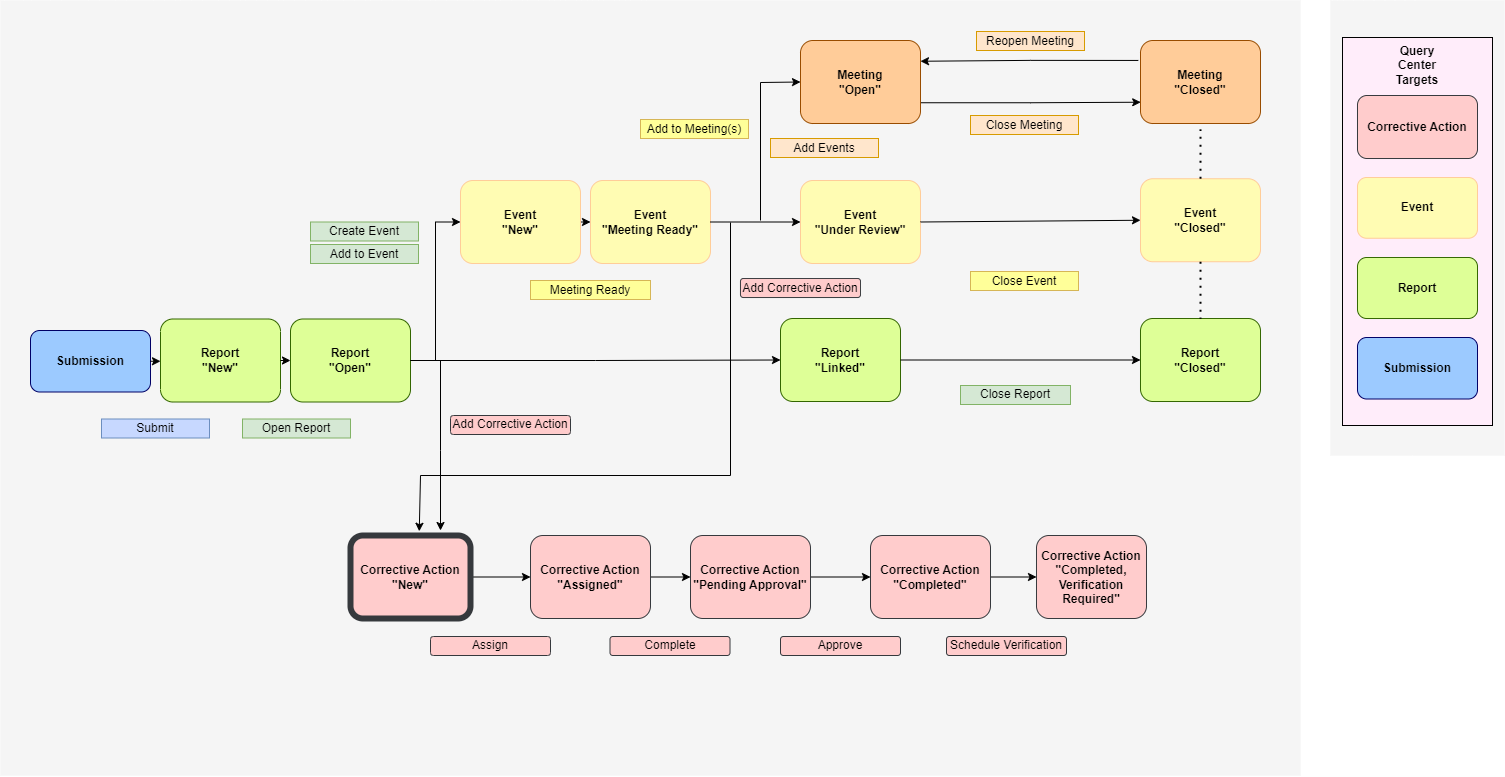 Reopen Meeting
Meeting
"Open"
Meeting
"Closed"
Add to Meeting(s)
Close Meeting
Add Events
Create Event
Add to Event
Event
"New"
Event
"Meeting Ready"
Event
"Under Review"
Event
"Closed"
Meeting Ready
Add Corrective Action
Close Event
Submission
Report
"New"
Report
"Open"
Report
"Linked"
Report
"Closed"
Close Report
Submit
Open Report
Add Corrective Action
Corrective Action
"New"
Corrective Action
"Assigned"
Corrective Action
"Pending Approval"
Corrective Action
"Completed"
Corrective Action
"Completed,
Verification
Required"
Assign
Complete
Approve
Schedule Verification
Query
Center
Targets
Corrective Action
Event
Report
Submission